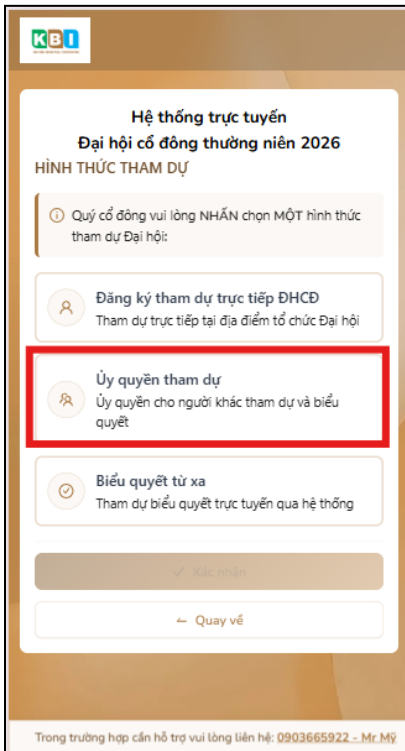 KBI
Hệ thống trực tuyến
Đại hội cổ đông thường niên 2026
HÌNH THỨC THAM DỰ
Quý cổ đông vui lòng NHẤN chọn MỘT hình thức
tham dự Đại hội:
Đăng ký tham dự trực tiếp ĐHCĐ
Tham dự trực tiếp tại địa điểm tổ chức Đại hội
Ủy quyền tham dự
Ủy quyền cho người khác tham dự và biểu
quyết
Biểu quyết từ xa
Tham dự biểu quyết trực tuyến qua hệ thống
Xác nhận
Quay về
Trong trường hợp cần hỗ trợ vui lòng liên hệ: 0903665922 - Mr Mỹ